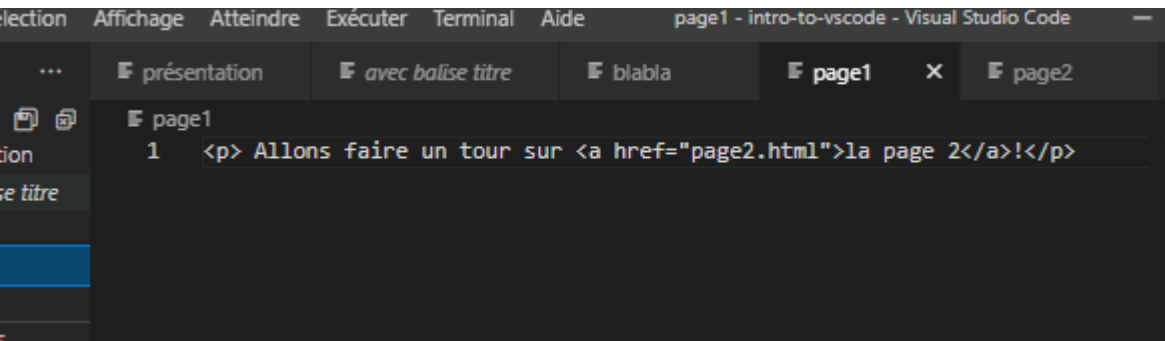 election Affichage Atteindre Exécuter Terminal Aide page1 - intro-to-vscode - Visual Studio Code
présentation avec balise titre blabla page1 page2
page1
tion
1 <p> Allons faire un tour sur <a href="page2.html">la page 2</a>!</p>
se titre